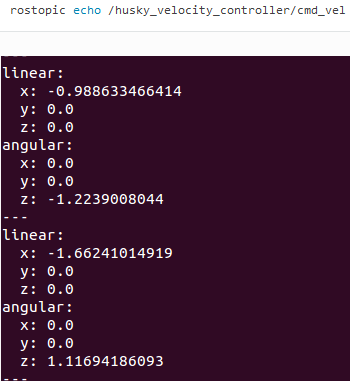 rostopic echo /husky_velocity_controller/cmd_vel
---
linear:
  x: -0.988633466414
  y: 0.0
  z: 0.0
angular:
  x: 0.0
  y: 0.0
  z: -1.2239008044
---
linear:
  x: -1.66241014919
  y: 0.0
  z: 0.0
angular:
  x: 0.0
  y: 0.0
  z: 1.11694186093
---